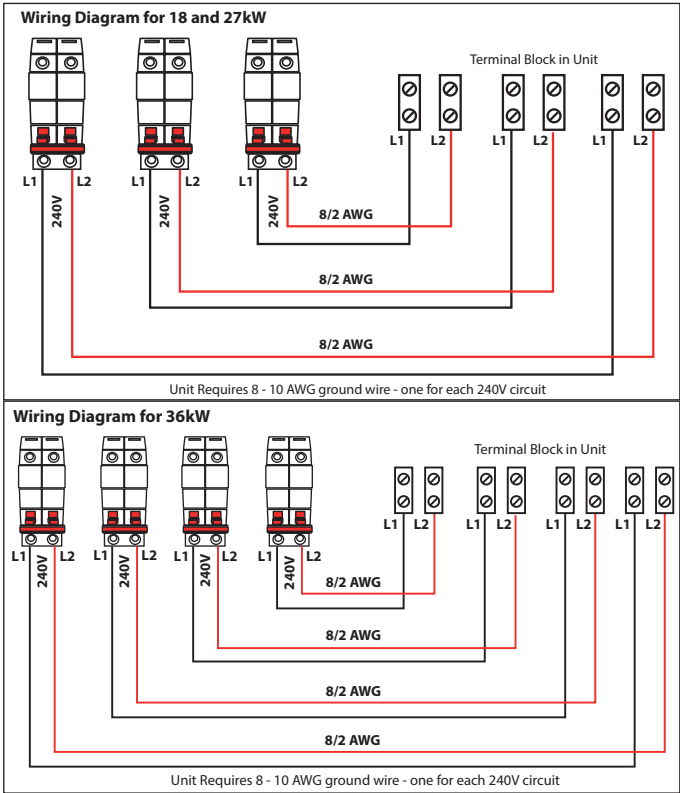 Wiring Diagram for 18 and 27kW
Terminal Block in Unit
L1 L2 L1 L2 L1 L2
L1 L2 L1 L2 L1 L2
240V 240V 240V
8/2 AWG
8/2 AWG
8/2 AWG
Unit Requires 8 - 10 AWG ground wire - one for each 240V circuit
Wiring Diagram for 36kW
Terminal Block in Unit
L1 L2 L1 L2 L1 L2 L1 L2
L1 L2 L1 L2 L1 L2 L1 L2
240V 240V 240V 240V
8/2 AWG
8/2 AWG
8/2 AWG
8/2 AWG
Unit Requires 8 - 10 AWG ground wire - one for each 240V circuit